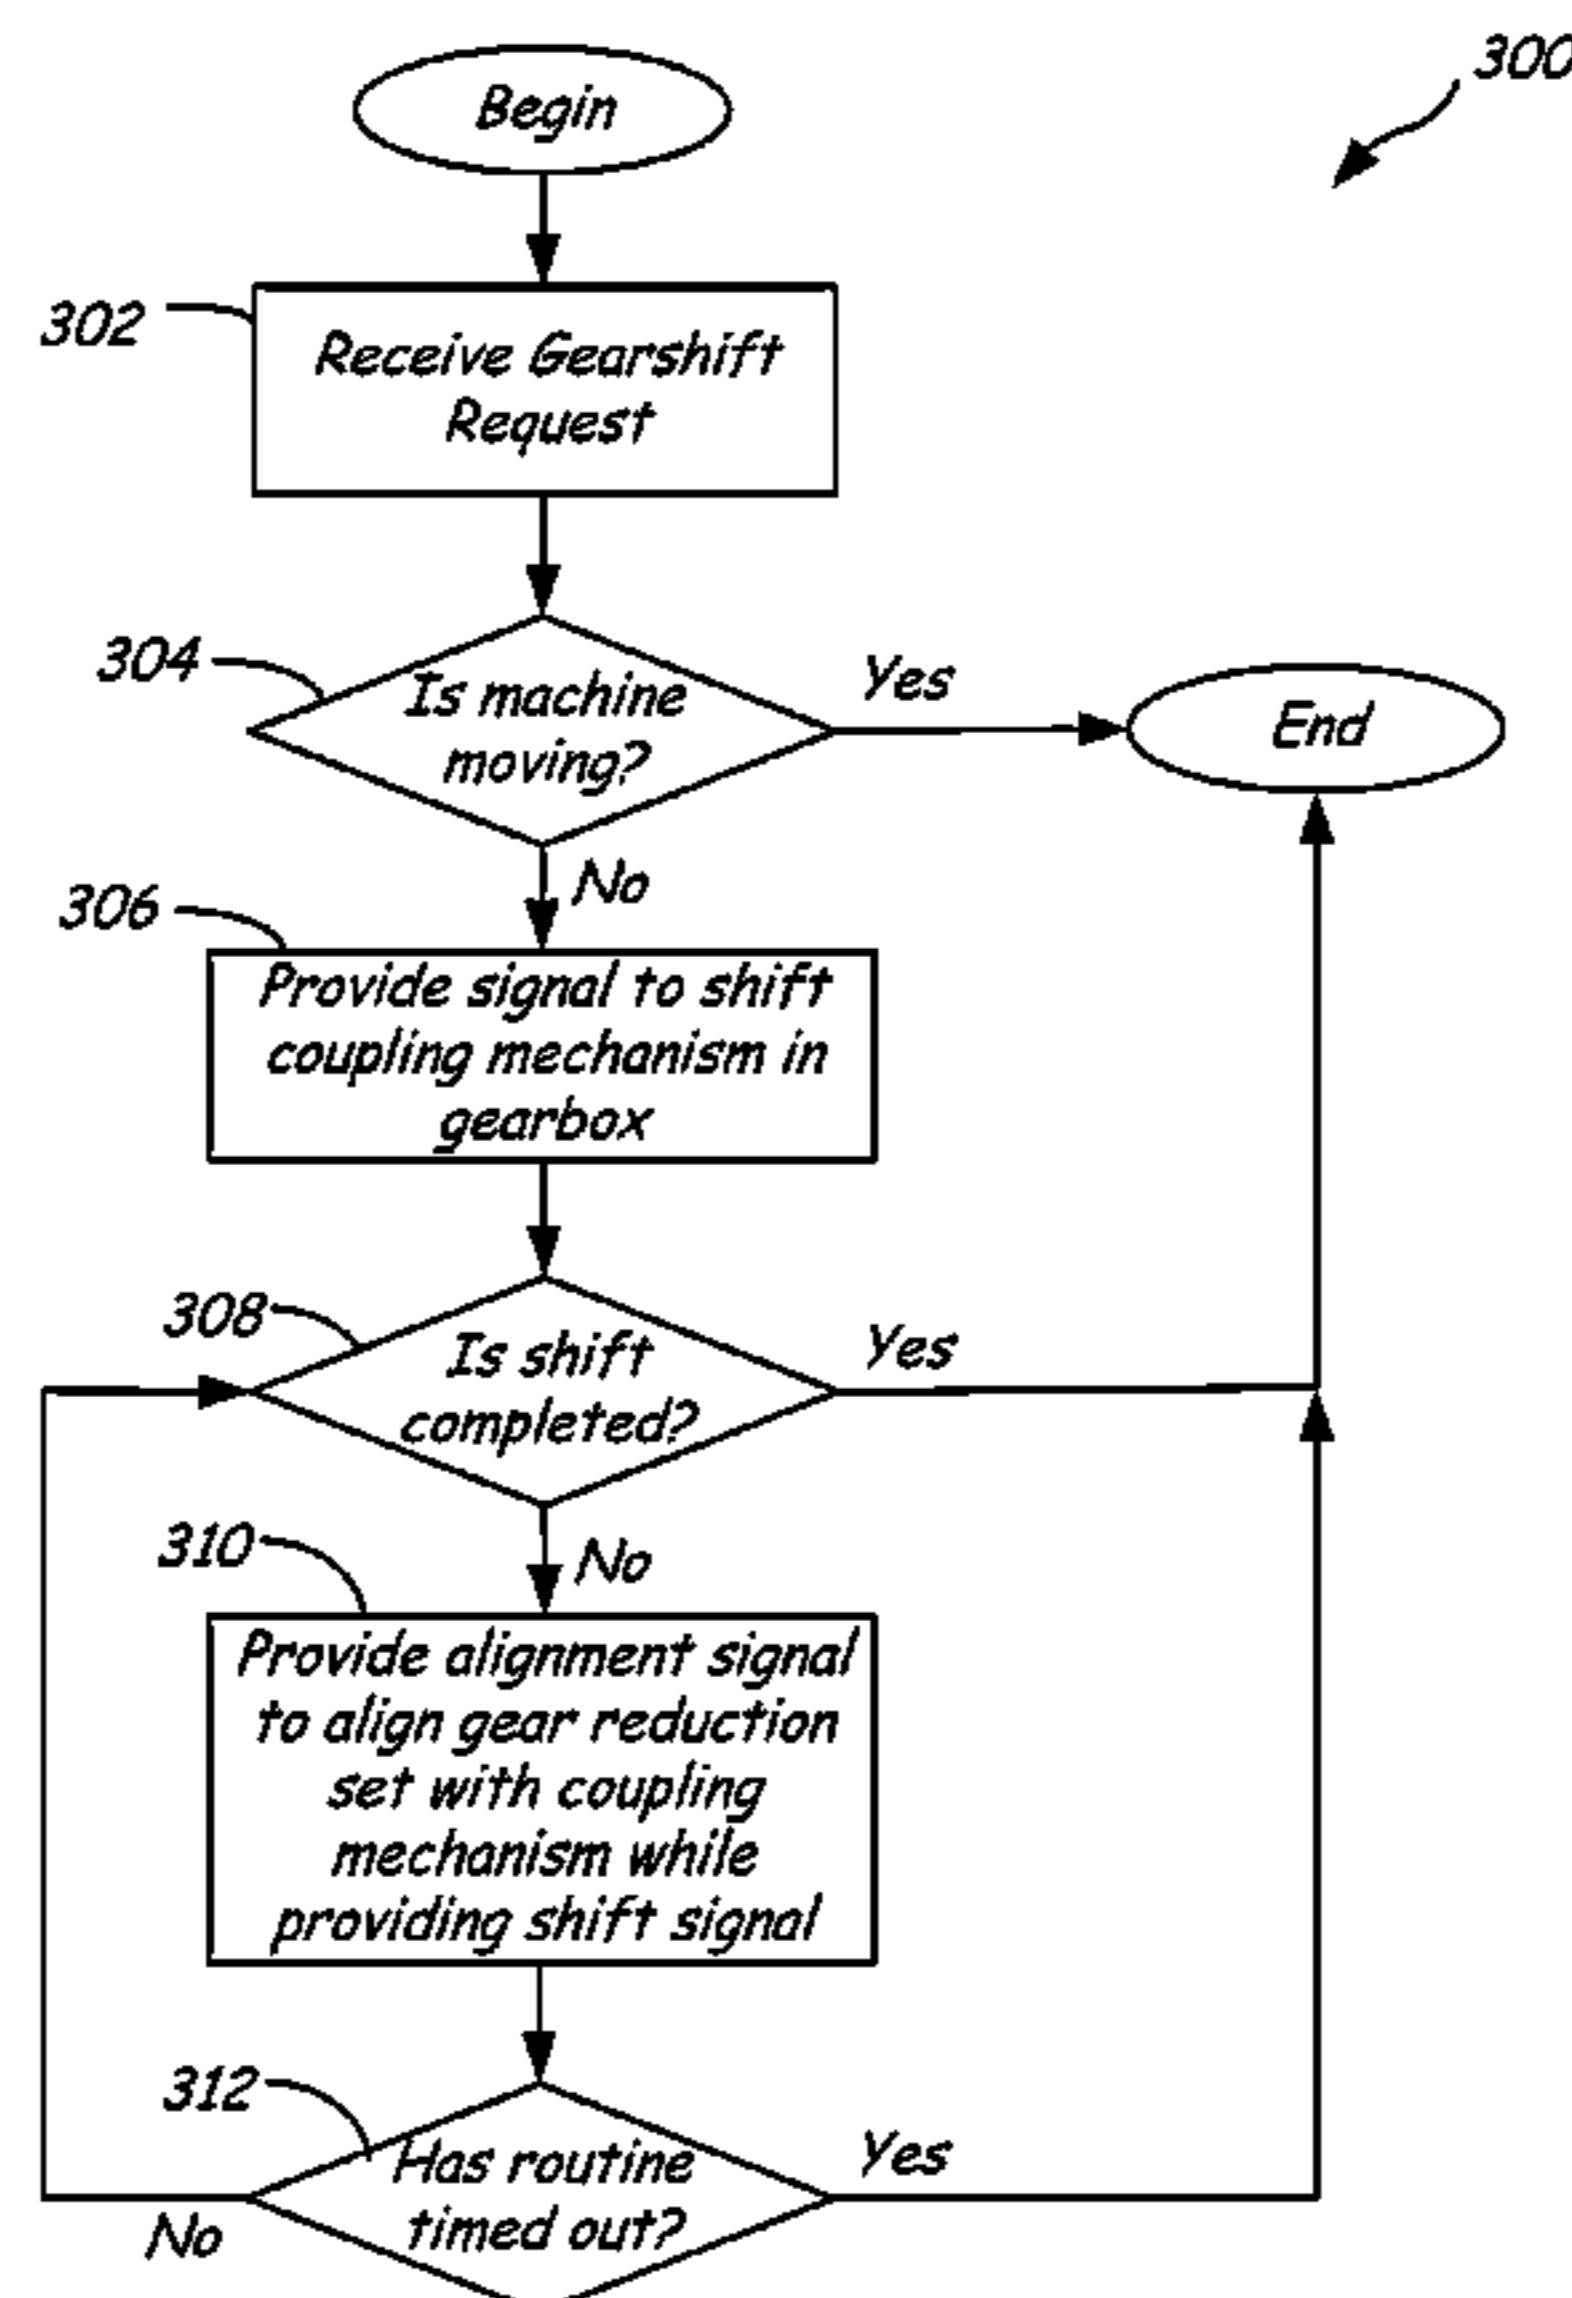 300
Begin
302
Receive Gearshift
Request
304
Is machine
moving?
Yes
End
No
306
Provide signal to shift
coupling mechanism in
gearbox
308
Is shift
completed?
Yes
No
310
Provide alignment signal
to align gear reduction
set with coupling
mechanism while
providing shift signal
312
Has routine
timed out?
Yes
No